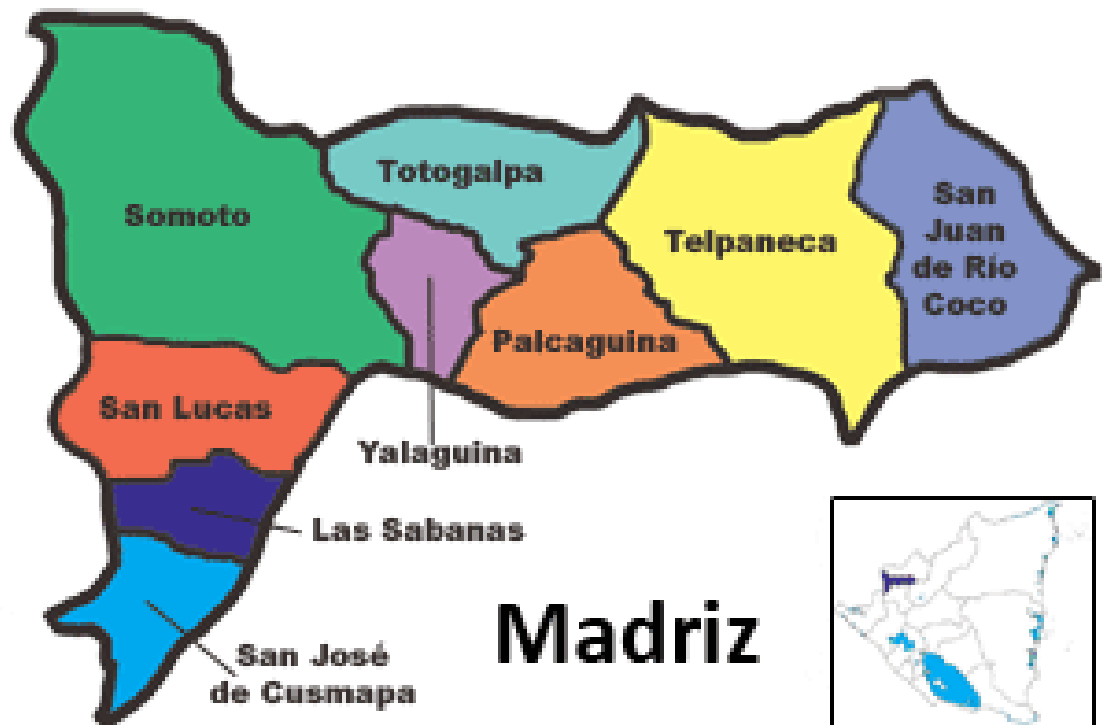 Totogalpa
Somoto
San
Juan
de Río
Coco
Telpaneca
Palcaguina
San Lucas
Yalaguina
Las Sabanas
San José
de Cusmapa
Madriz